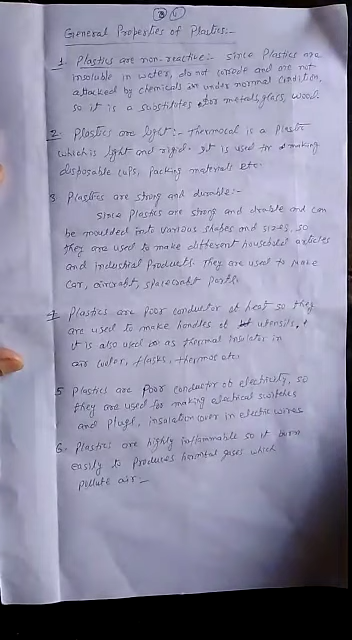 General Properties of Plastics:-
1. Plastics are non-reactive:- Since Plastics are
insoluble in water, do not corrode and are not
attacked by chemicals in under normal condition,
so it is a substitutes for metals, glass, wood.
2. Plastics are light:- Thermocal is a Plastic
which is light and rigid. It is used for making
disposable cups, packing materials etc.
3 Plastics are strong and durable:-
Since Plastics are strong and durable and can
be moulded into various shapes and sizes, so
they are used to make different household articles
and industrial Products. They are used to make
car, aircraft, spacecraft parts.
4 Plastics are Poor conductor of heat so they
are used to make handles of utensils,
it is also used as thermal insulator in
air cooler, flasks, thermos etc.
5 Plastics are Poor conductor of electricity, so
they are used for making electrical switches
and plugs, insulation cover in electric wires
6. Plastics are highly inflammable so it burn
easily to Produces harmful gases which
pollute air -